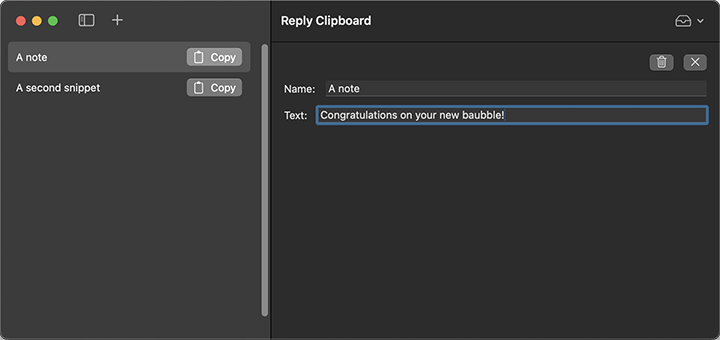 Reply Clipboard
A note Copy
A second snippet Copy
Name: A note
Text: Congratulations on your new baubble!